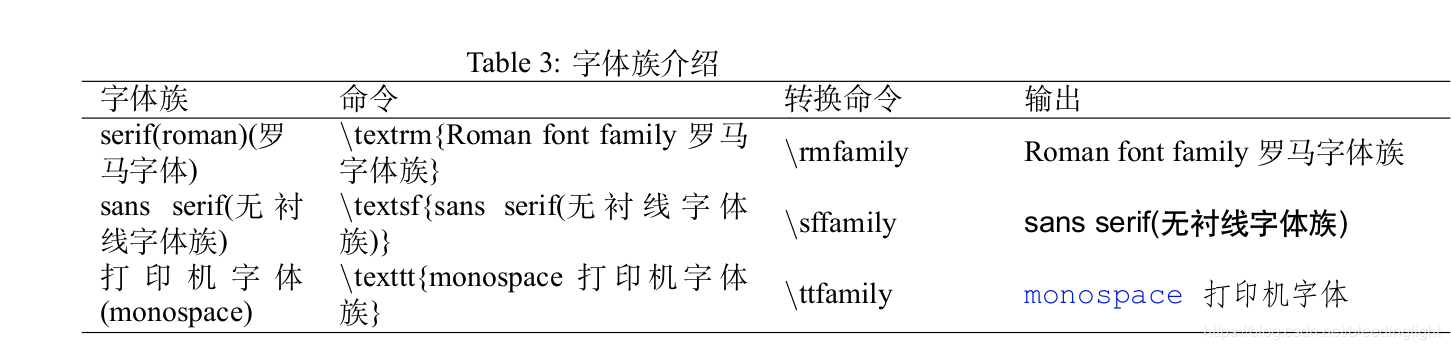 Table 3: 字体族介绍
字体族 命令 转换命令 输出
serif(roman)(罗马字体) \textrm{Roman font family 罗马字体族} \rmfamily Roman font family 罗马字体族
sans serif(无衬线字体族) \textsf{sans serif(无衬线字体族)} \sffamily sans serif(无衬线字体族)
打印机字体(monospace) \texttt{monospace 打印机字体族} \ttfamily monospace 打印机字体
https://blog.csdn.net/bleedingfight